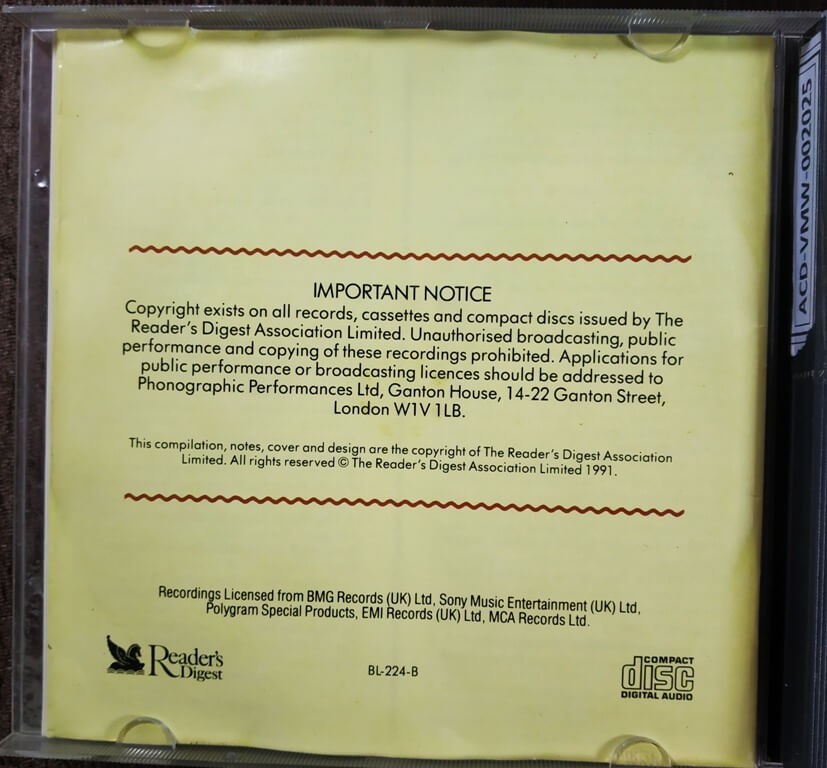 IMPORTANT NOTICE
Copyright exists on all records, cassettes and compact discs issued by The
Reader's Digest Association Limited. Unauthorised broadcasting, public
performance and copying of these recordings prohibited. Applications for
public performance or broadcasting licences should be addressed to
Phonographic Performances Ltd, Ganton House, 14-22 Ganton Street,
London W1V 1LB.
This compilation, notes, cover and design are the copyright of The Reader's Digest Association
Limited. All rights reserved © The Reader's Digest Association Limited 1991.
Recordings Licensed from BMG Records (UK) Ltd, Sony Music Entertainment (UK) Ltd,
Polygram Special Products, EMI Records (UK) Ltd, MCA Records Ltd.
Reader's
Digest
BL-224-B
COMPACT
disc
DIGITAL AUDIO
ACD-VMW-002025